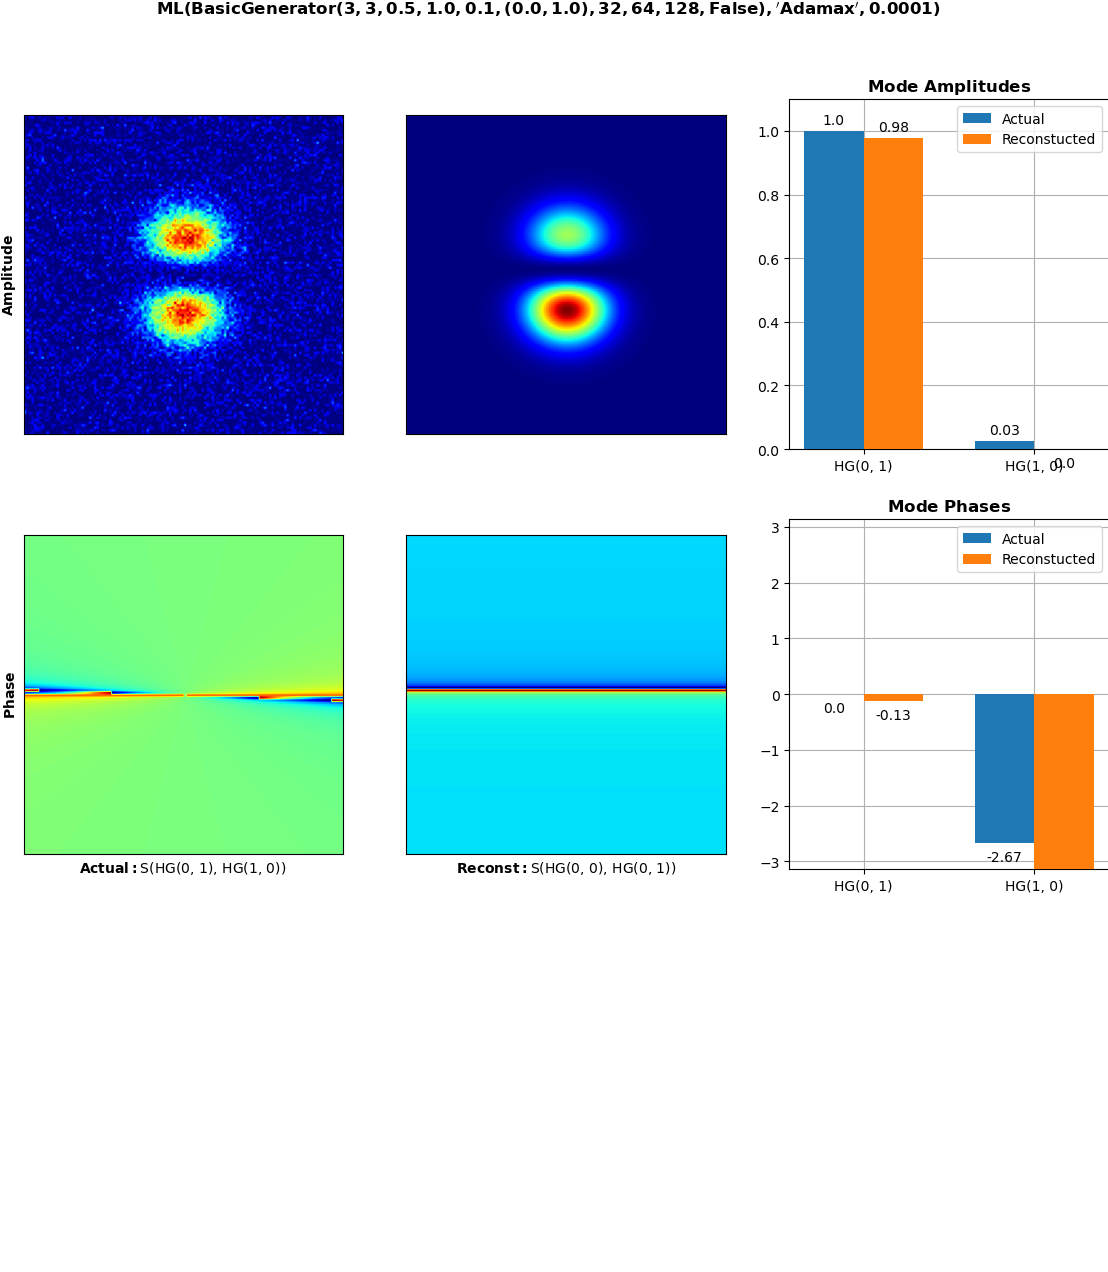 ML(BasicGenerator(3, 3, 0.5, 1.0, 0.1, (0.0, 1.0), 32, 64, 128, False), ′Adamax′, 0.0001)
Mode Amplitudes
Actual
Reconstucted
1.0
0.98
0.03
0.0
1.0
0.8
0.6
0.4
0.2
0.0
HG(0, 1)
HG(1, 0)
Amplitude
Mode Phases
Actual
Reconstucted
3
2
1
0
−1
−2
−3
0.0
-0.13
-2.67
HG(0, 1)
HG(1, 0)
Phase
Actual: S(HG(0, 1), HG(1, 0))
Reconst: S(HG(0, 0), HG(0, 1))